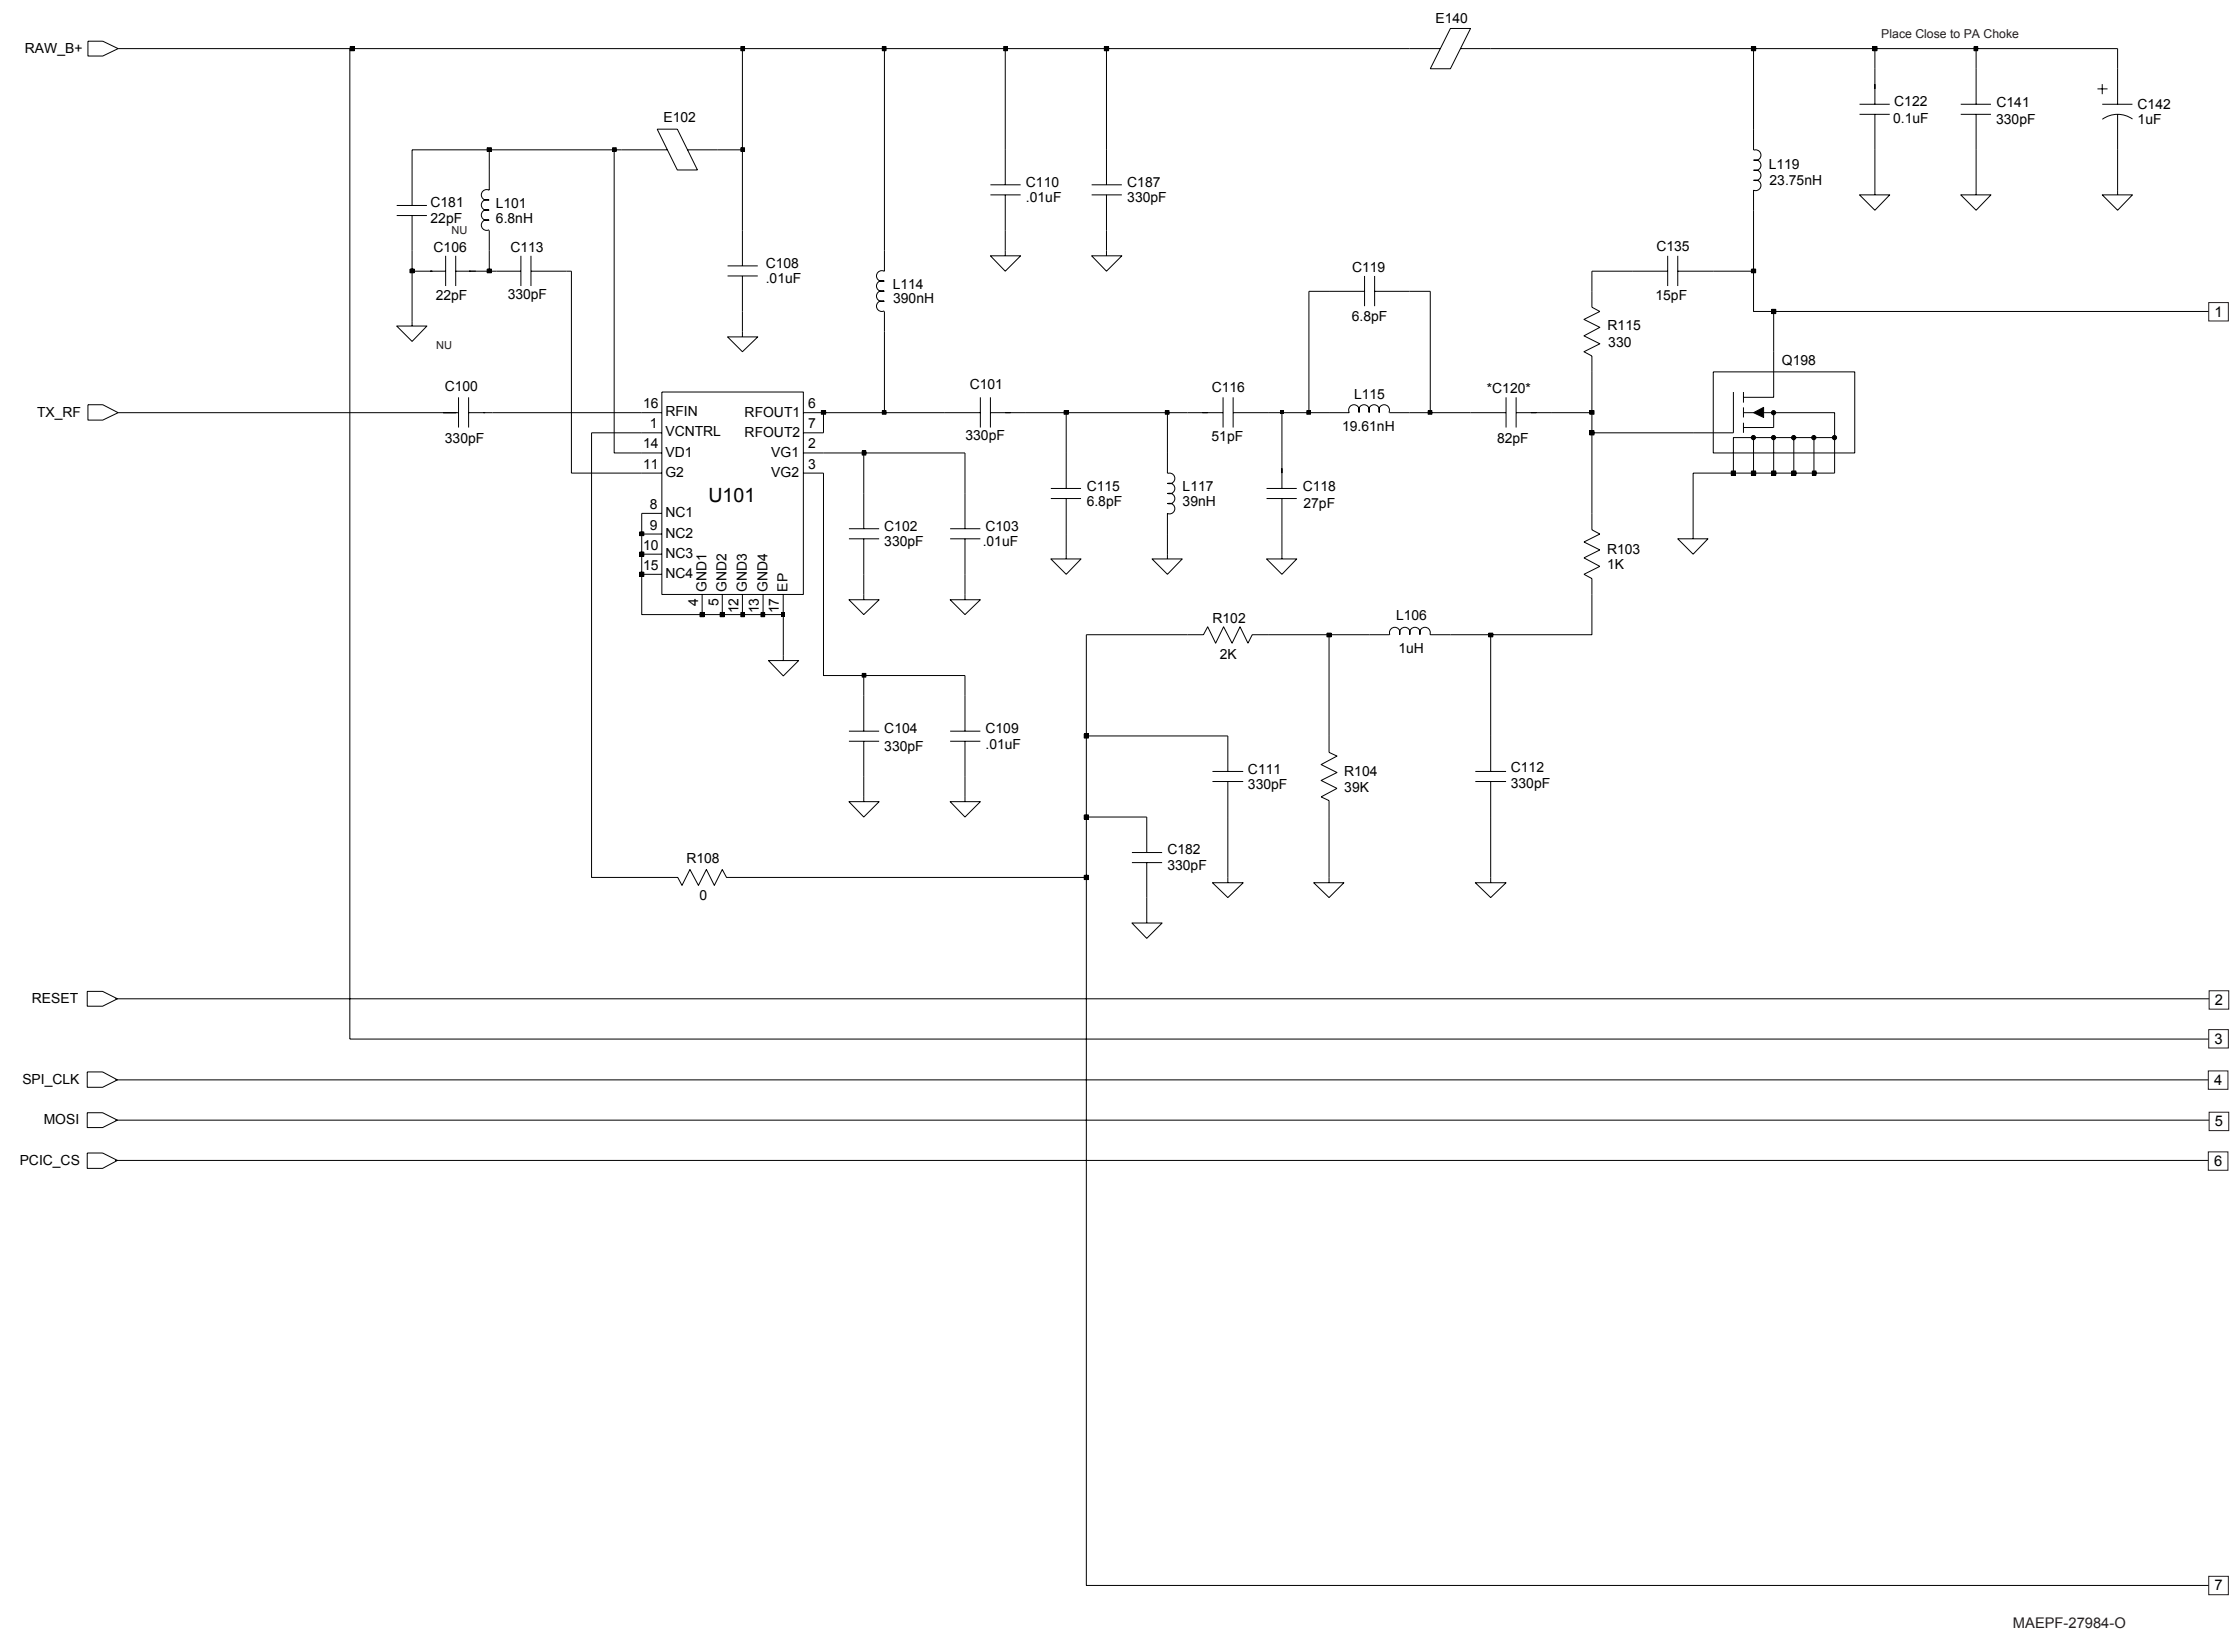 E140
RAW_B+
Place Close to PA Choke
E102
C122
0.1uF
C141
330pF
+
C142
1uF
L119
23.75nH
C110
.01uF
C187
330pF
C181
22pF
NU
L101
6.8nH
C106
22pF
C113
330pF
C108
.01uF
L114
390nH
C119
6.8pF
C135
15pF
R115
330
1
NU
Q198
TX_RF
C100
330pF
16 RFIN
1 VCNTRL
14 VD1
11 G2
8 NC1
9 NC2
10 NC3
15 NC4
U101
RFOUT1 6
RFOUT2 7
VG1 2
VG2 3
GND1 4
GND2 5
GND3 12
GND4 13
EP 17
C101
330pF
C116
51pF
L115
19.61nH
*C120*
82pF
C115
6.8pF
L117
39nH
C118
27pF
C102
330pF
C103
.01uF
R103
1K
R102
2K
L106
1uH
C104
330pF
C109
.01uF
C111
330pF
R104
39K
C112
330pF
C182
330pF
R108
0
RESET
2
3
SPI_CLK
4
MOSI
5
PCIC_CS
6
7
MAEPF-27984-O